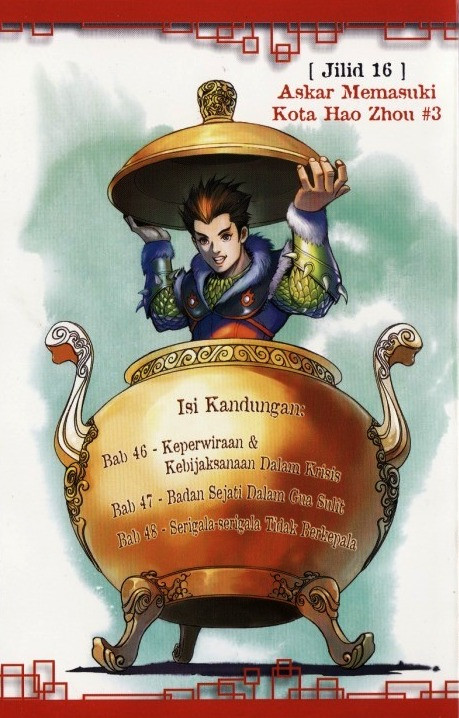 [ Jilid 16 ]
Askar Memasuki
Kota Hao Zhou #3
Isi Kandungan:
Bab 46 - Keperwiraan &
Kebijaksanaan Dalam Krisis
Bab 47 - Badan Sejati Dalam Gua Sulit
Bab 48 - Serigala-serigala Tidak Berkepala